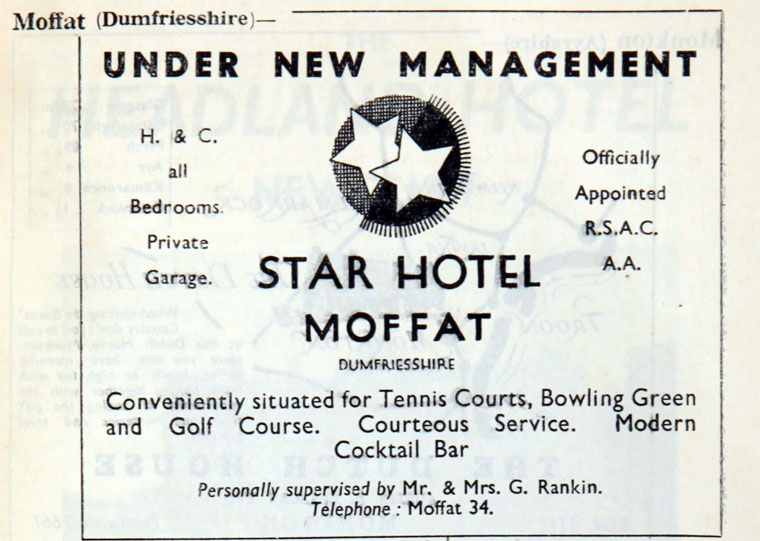 Moffat (Dumfriesshire)—
UNDER NEW MANAGEMENT
H. & C.
all
Bedrooms.
Private
Garage.
Officially
Appointed
R.S.A.C.
A.A.
STAR HOTEL
MOFFAT
DUMFRIESSHIRE
Conveniently situated for Tennis Courts, Bowling Green
and Golf Course. Courteous Service. Modern
Cocktail Bar
Personally supervised by Mr. & Mrs. G. Rankin.
Telephone : Moffat 34.